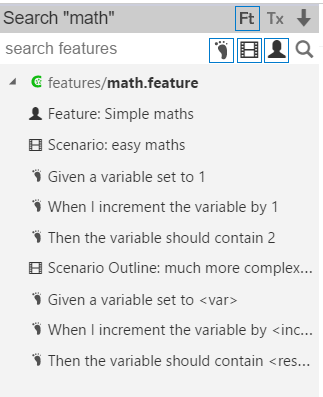 Search "math"
Ft Tx
search features
features/math.feature
Feature: Simple maths
Scenario: easy maths
Given a variable set to 1
When I increment the variable by 1
Then the variable should contain 2
Scenario Outline: much more complex...
Given a variable set to <var>
When I increment the variable by <inc...
Then the variable should contain <res...